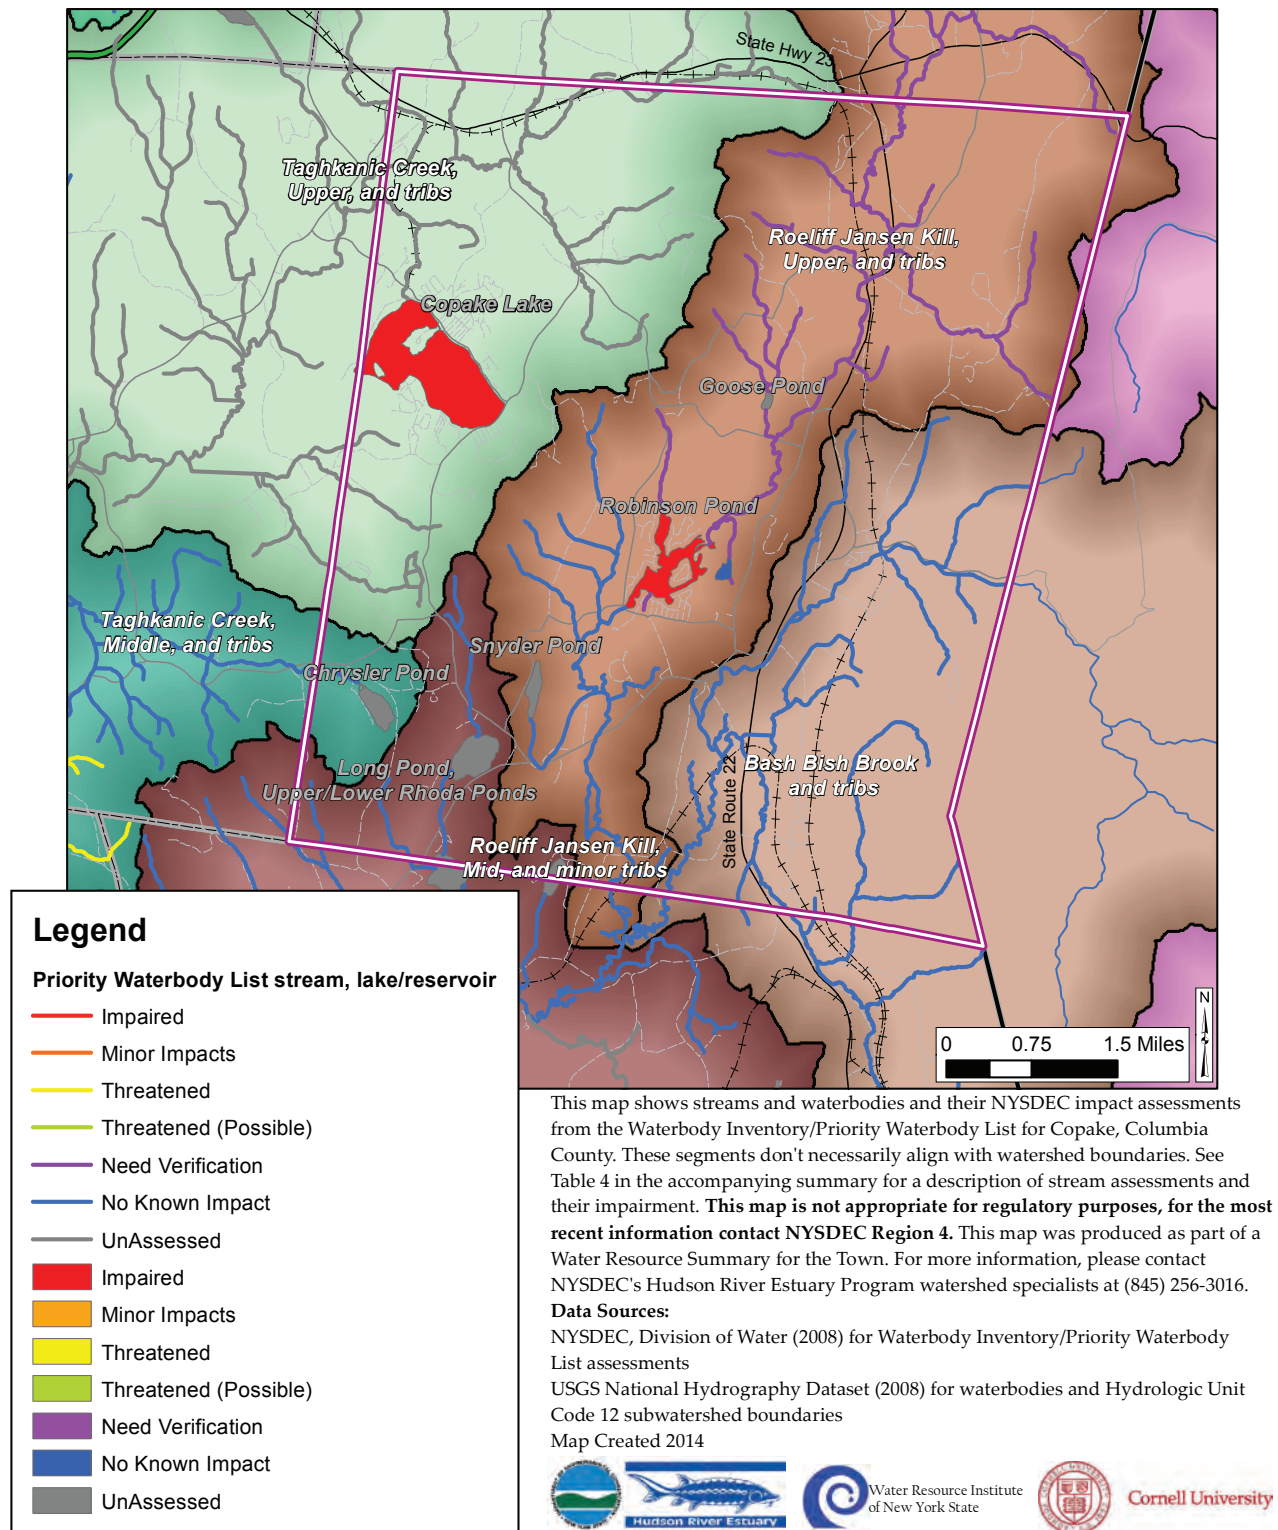 State Hwy 23
Taghkanic Creek,
Upper, and tribs
Roeliff Jansen Kill,
Upper, and tribs
Copake Lake
Goose Pond
Robinson Pond
Taghkanic Creek,
Middle, and tribs
Snyder Pond
Chrysler Pond
Long Pond,
Upper/Lower Rhoda Ponds
State Route 22
Bash Bish Brook
and tribs
Roeliff Jansen Kill,
Mid, and minor tribs
Legend
Priority Waterbody List stream, lake/reservoir
Impaired
Minor Impacts
Threatened
Threatened (Possible)
Need Verification
No Known Impact
UnAssessed
Impaired
Minor Impacts
Threatened
Threatened (Possible)
Need Verification
No Known Impact
UnAssessed
N
0 0.75 1.5 Miles
This map shows streams and waterbodies and their NYSDEC impact assessments
from the Waterbody Inventory/Priority Waterbody List for Copake, Columbia
County. These segments don't necessarily align with watershed boundaries. See
Table 4 in the accompanying summary for a description of stream assessments and
their impairment. This map is not appropriate for regulatory purposes, for the most
recent information contact NYSDEC Region 4. This map was produced as part of a
Water Resource Summary for the Town. For more information, please contact
NYSDEC's Hudson River Estuary Program watershed specialists at (845) 256-3016.
Data Sources:
NYSDEC, Division of Water (2008) for Waterbody Inventory/Priority Waterbody
List assessments
USGS National Hydrography Dataset (2008) for waterbodies and Hydrologic Unit
Code 12 subwatershed boundaries
Map Created 2014
Hudson River Estuary
Water Resource Institute
of New York State
Cornell University